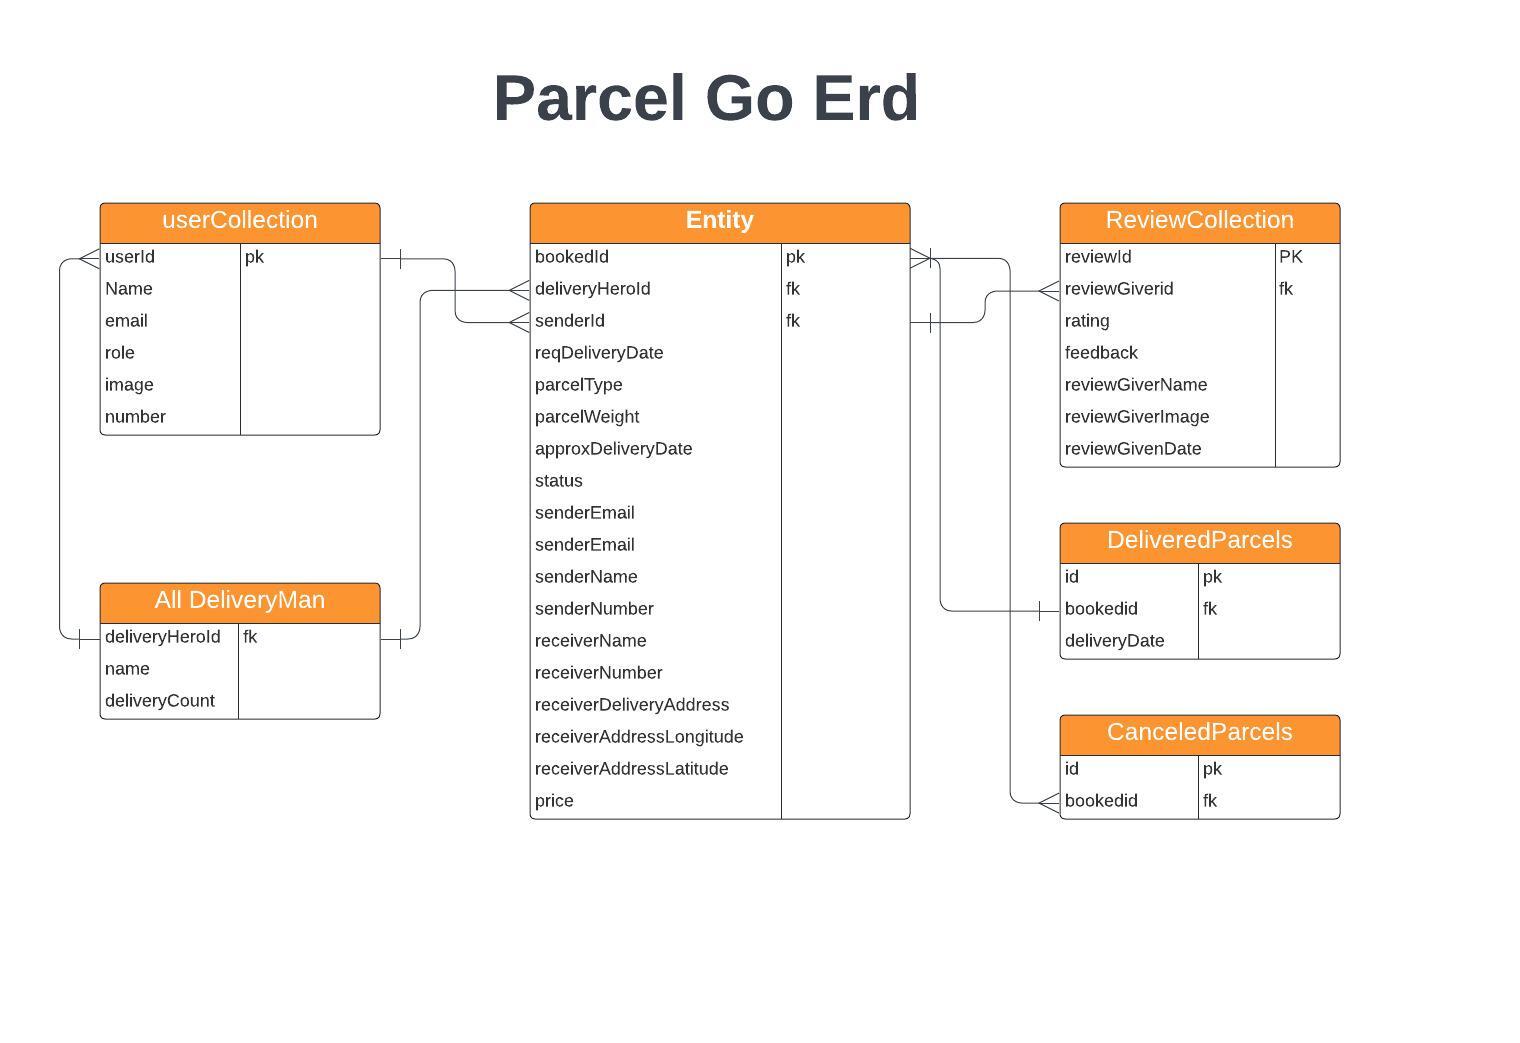 Parcel Go Erd
userCollection
userId pk
Name
email
role
image
number
All DeliveryMan
deliveryHeroId fk
name
deliveryCount
Entity
bookedId pk
deliveryHeroId fk
senderId fk
reqDeliveryDate
parcelType
parcelWeight
approxDeliveryDate
status
senderEmail
senderEmail
senderName
senderNumber
receiverName
receiverNumber
receiverDeliveryAddress
receiverAddressLongitude
receiverAddressLatitude
price
ReviewCollection
reviewId PK
reviewGiverid fk
rating
feedback
reviewGiverName
reviewGiverImage
reviewGivenDate
DeliveredParcels
id pk
bookedid fk
deliveryDate
CanceledParcels
id pk
bookedid fk